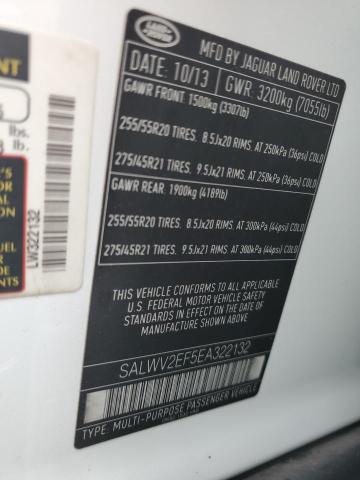 LAND ROVER
MFD BY JAGUAR LAND ROVER LTD
DATE: 10/13 GWR: 3200kg (7055lb)
GAWR FRONT: 1500kg (3307lb)
255/55R20 TIRES. 8.5Jx20 RIMS. AT 250kPA (36psi) COLD
275/45R21 TIRES. 9.5Jx21 RIMS. AT 250kPA (36psi) COLD
GAWR REAR: 1900kg (4189lb)
255/55R20 TIRES. 8.5Jx20 RIMS. AT 300kPA (44psi) COLD
275/45R21 TIRES. 9.5Jx21 RIMS. AT 300kPA (44psi) COLD
THIS VEHICLE CONFORMS TO ALL APPLICABLE
U.S. FEDERAL MOTOR VEHICLE SAFETY
STANDARDS IN EFFECT ON THE DATE OF
MANUFACTURE SHOWN ABOVE.
SALWV2EF5EA322132
TYPE: MULTI-PURPOSE PASSENGER VEHICLE
lbs.
lbs.
LW322132